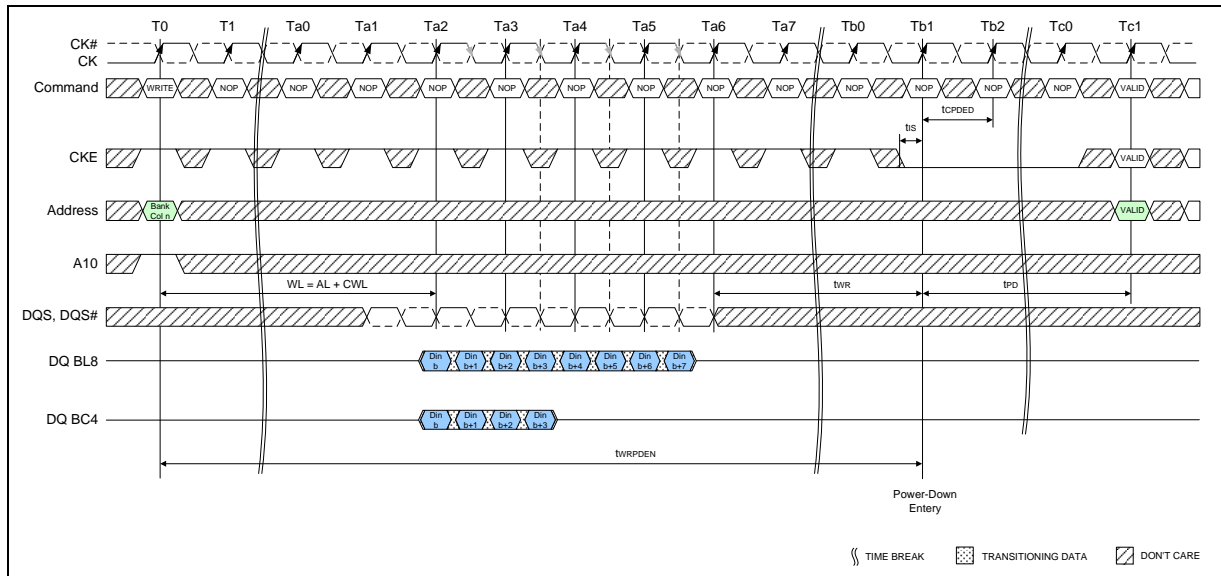 T0 T1 Ta0 Ta1 Ta2 Ta3 Ta4 Ta5 Ta6 Ta7 Tb0 Tb1 Tb2 Tc0 Tc1
CK#
CK
Command WRITE NOP NOP NOP NOP NOP NOP NOP NOP NOP NOP NOP NOP NOP VALID
tCPDED
tIS
CKE VALID
Address Bank Col n VALID
A10
WL = AL + CWL tWR tPD
DQS, DQS#
DQ BL8 Din b Din b+1 Din b+2 Din b+3 Din b+4 Din b+5 Din b+6 Din b+7
DQ BC4 Din b Din b+1 Din b+2 Din b+3
tWRPDEN
Power-Down
Entery
TIME BREAK TRANSITIONING DATA DON'T CARE